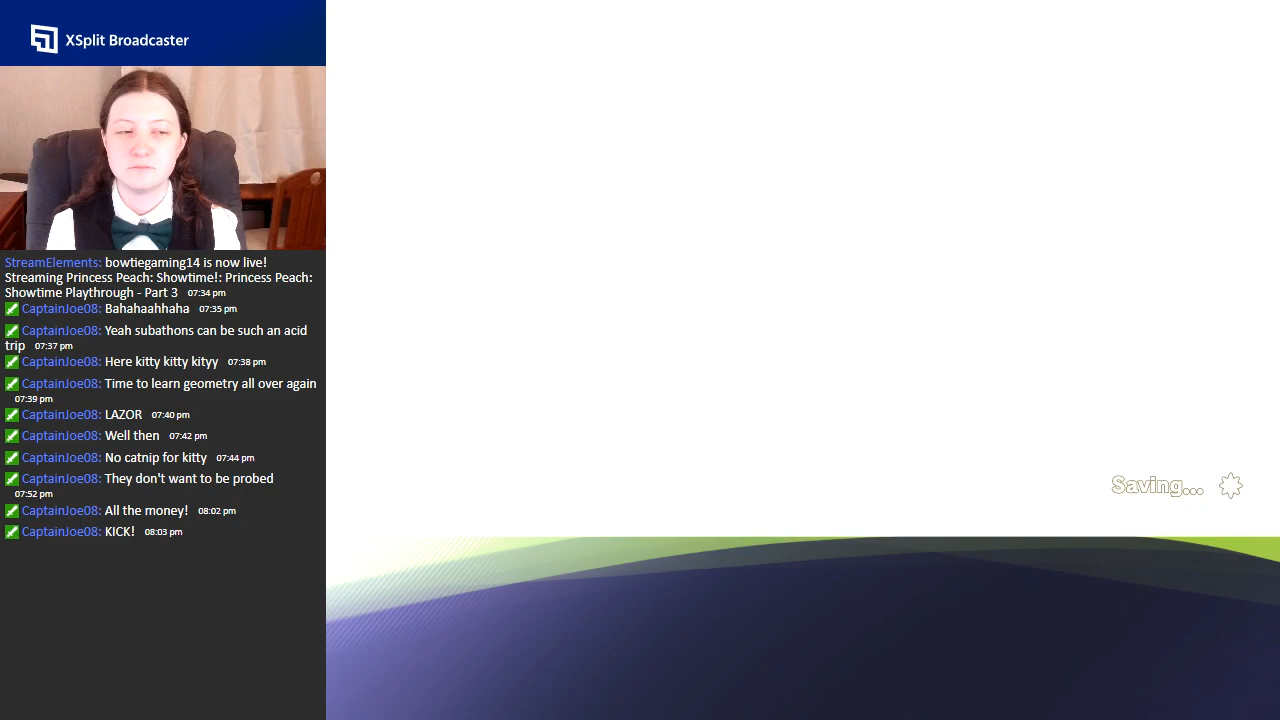 XSplit Broadcaster
StreamElements: bowtiegaming14 is now live!
Streaming Princess Peach: Showtime!: Princess Peach:
Showtime Playthrough - Part 3 07:34 pm
CaptainJoe08: Bahahaahhaha 07:35 pm
CaptainJoe08: Yeah subathons can be such an acid
trip 07:37 pm
CaptainJoe08: Here kitty kitty kityy 07:38 pm
CaptainJoe08: Time to learn geometry all over again
07:39 pm
CaptainJoe08: LAZOR 07:40 pm
CaptainJoe08: Well then 07:42 pm
CaptainJoe08: No catnip for kitty 07:44 pm
CaptainJoe08: They don't want to be probed
07:52 pm
CaptainJoe08: All the money! 08:02 pm
CaptainJoe08: KICK! 08:03 pm
Saving...